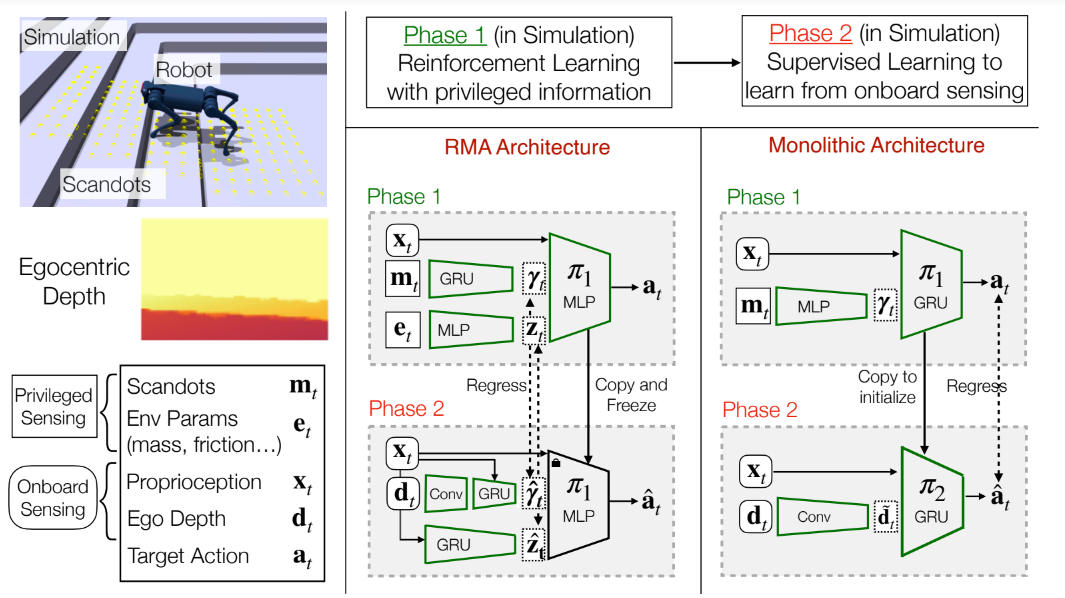 Simulation
Robot
Scandots
Egocentric
Depth
Privileged
Sensing
Onboard
Sensing
Scandots m_t
Env Params e_t
(mass, friction…)
Proprioception x_t
Ego Depth d_t
Target Action a_t
Phase 1 (in Simulation)
Reinforcement Learning
with privileged information
Phase 2 (in Simulation)
Supervised Learning to
learn from onboard sensing
RMA Architecture
Phase 1
x_t
m_t GRU γ_t
e_t MLP z_t
π_1
MLP
a_t
Regress
Copy and
Freeze
Phase 2
x_t
d_t Conv GRU γ̂_t
GRU ẑ_t
π_1
MLP
â_t
Monolithic Architecture
Phase 1
x_t
m_t MLP γ_t
π_1
GRU
a_t
Copy to
initialize
Regress
Phase 2
x_t
d_t Conv d̃_t
π_2
GRU
â_t